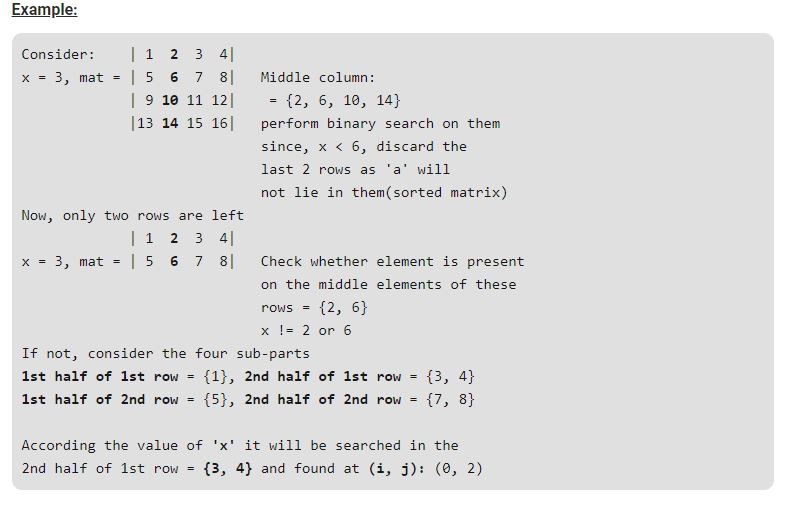 Example:
Consider:    | 1  2  3  4|
x = 3, mat = | 5  6  7  8|   Middle column:
             | 9 10 11 12|    = {2, 6, 10, 14}
             |13 14 15 16|   perform binary search on them
                             since, x < 6, discard the
                             last 2 rows as 'a' will
                             not lie in them(sorted matrix)
Now, only two rows are left
             | 1  2  3  4|
x = 3, mat = | 5  6  7  8|   Check whether element is present
                             on the middle elements of these
                             rows = {2, 6}
                             x != 2 or 6
If not, consider the four sub-parts
1st half of 1st row = {1}, 2nd half of 1st row = {3, 4}
1st half of 2nd row = {5}, 2nd half of 2nd row = {7, 8}
According the value of 'x' it will be searched in the
2nd half of 1st row = {3, 4} and found at (i, j): (0, 2)